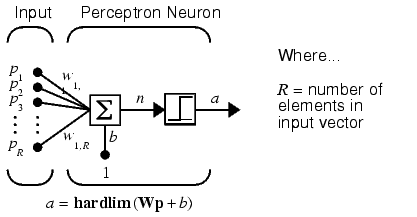 Input Perceptron Neuron
p1
p2
p3
pR
w1,
w1,R
Σ
n
a
b
1
a = hardlim (Wp + b)
Where...
R = number of
elements in
input vector